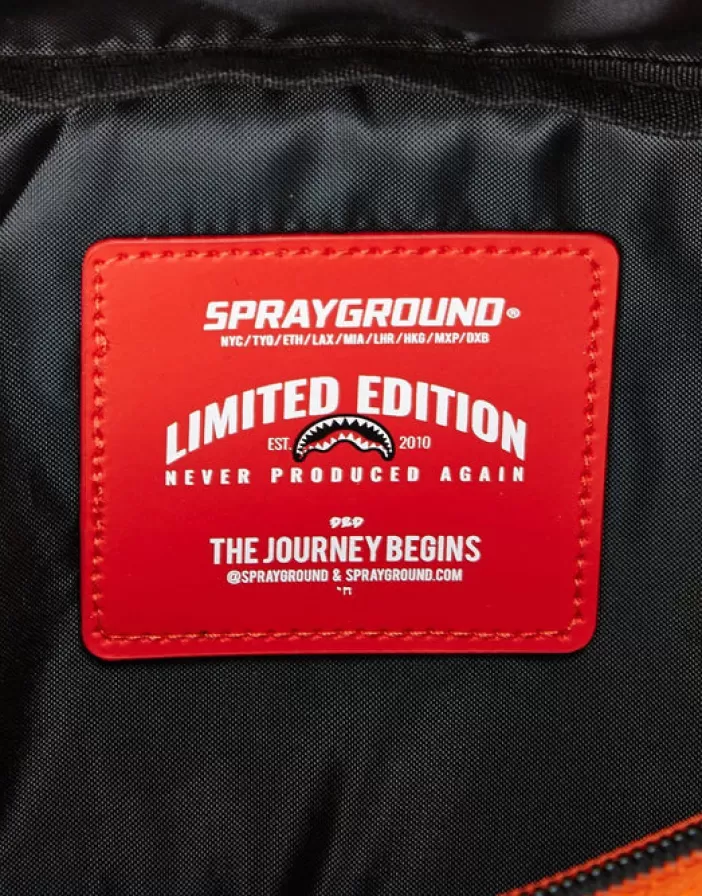 SPRAYGROUND®
NYC/TYO/ETH/LAX/MIA/LHR/HKG/MXP/DXB
LIMITED EDITION
EST. 2010
NEVER PRODUCED AGAIN
DBD
THE JOURNEY BEGINS
@SPRAYGROUND & SPRAYGROUND.COM